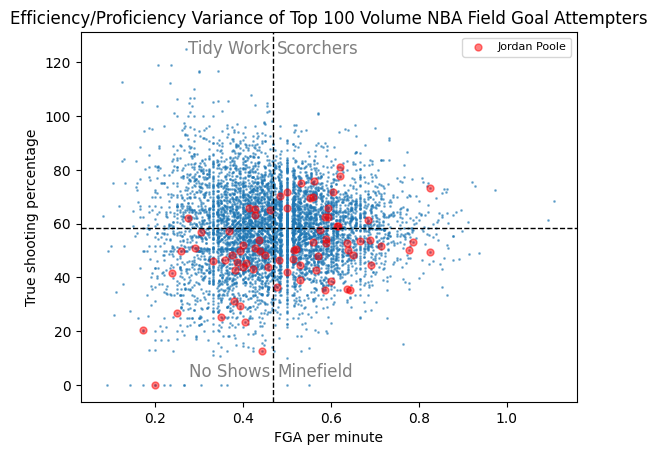 Efficiency/Proficiency Variance of Top 100 Volume NBA Field Goal Attempters
Tidy Work
Scorchers
Jordan Poole
120
100
80
60
40
20
0
True shooting percentage
No Shows
Minefield
0.2
0.4
0.6
0.8
1.0
FGA per minute